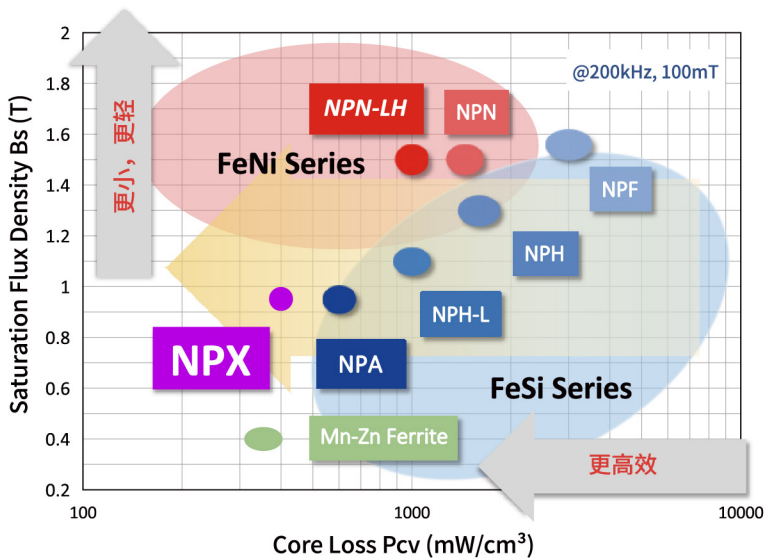 2
1.8
1.6
1.4
1.2
1
0.8
0.6
0.4
0.2
Saturation Flux Density Bs (T)
更小，更轻
@200kHz, 100mT
NPN-LH
NPN
FeNi Series
NPF
NPH
NPH-L
NPX
NPA
FeSi Series
Mn-Zn Ferrite
更高效
100
1000
10000
Core Loss Pcv (mW/cm³)